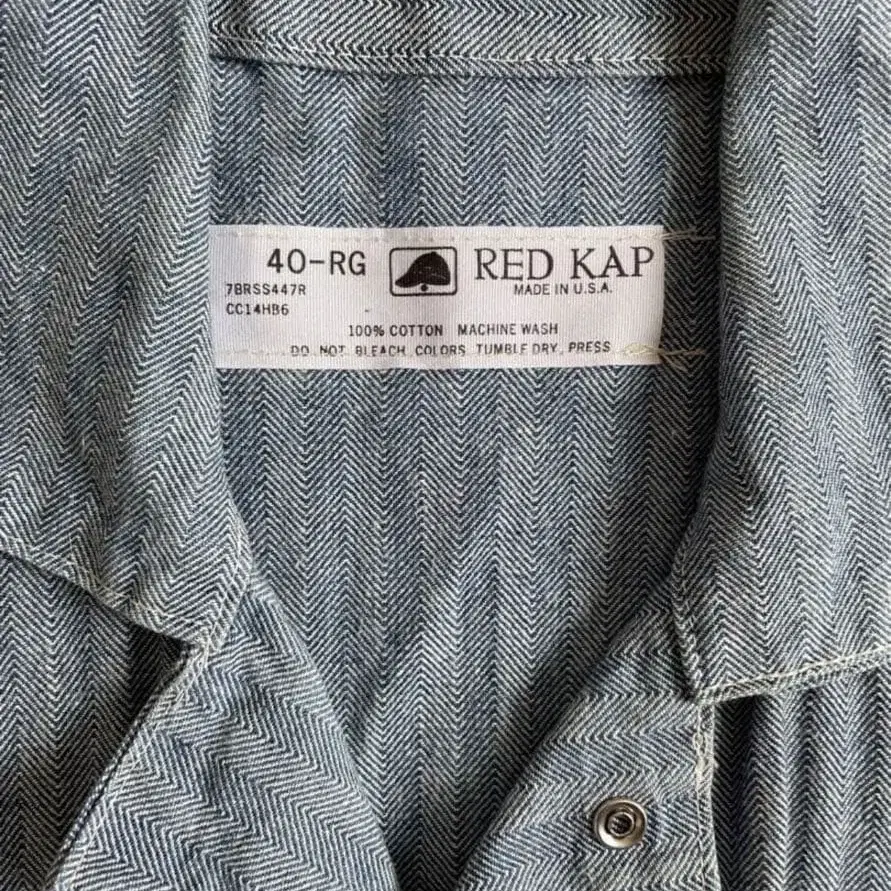 40-RG RED KAP
7BRSS447R MADE IN U.S.A.
CC14HB6
100% COTTON MACHINE WASH
DO NOT BLEACH COLORS TUMBLE DRY, PRESS